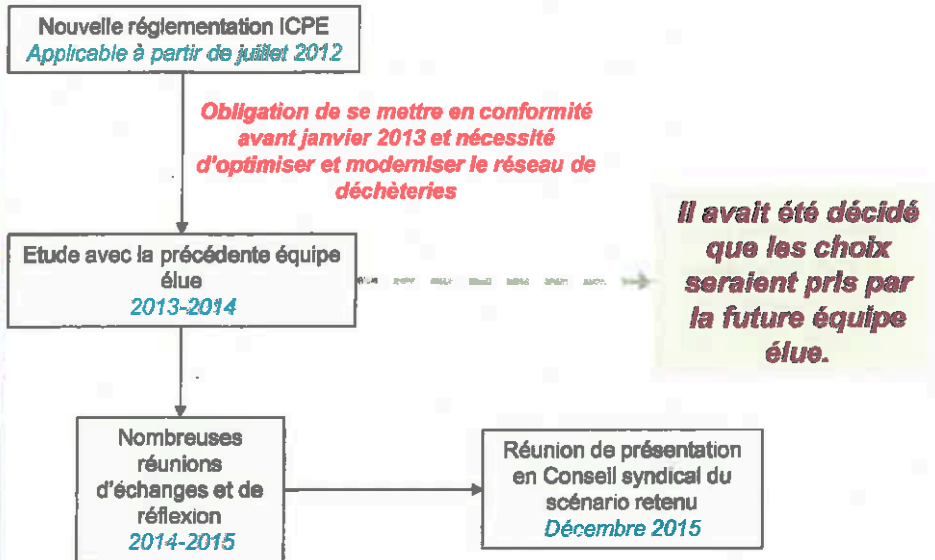 Nouvelle réglementation ICPE
Applicable à partir de juillet 2012
Obligation de se mettre en conformité
avant janvier 2013 et nécessité
d'optimiser et moderniser le réseau de
déchèteries
Etude avec la précédente équipe
élue
2013-2014
Il avait été décidé
que les choix
seraient pris par
la future équipe
élue.
Nombreuses
réunions
d'échanges et de
réflexion
2014-2015
Réunion de présentation
en Conseil syndical du
scénario retenu
Décembre 2015